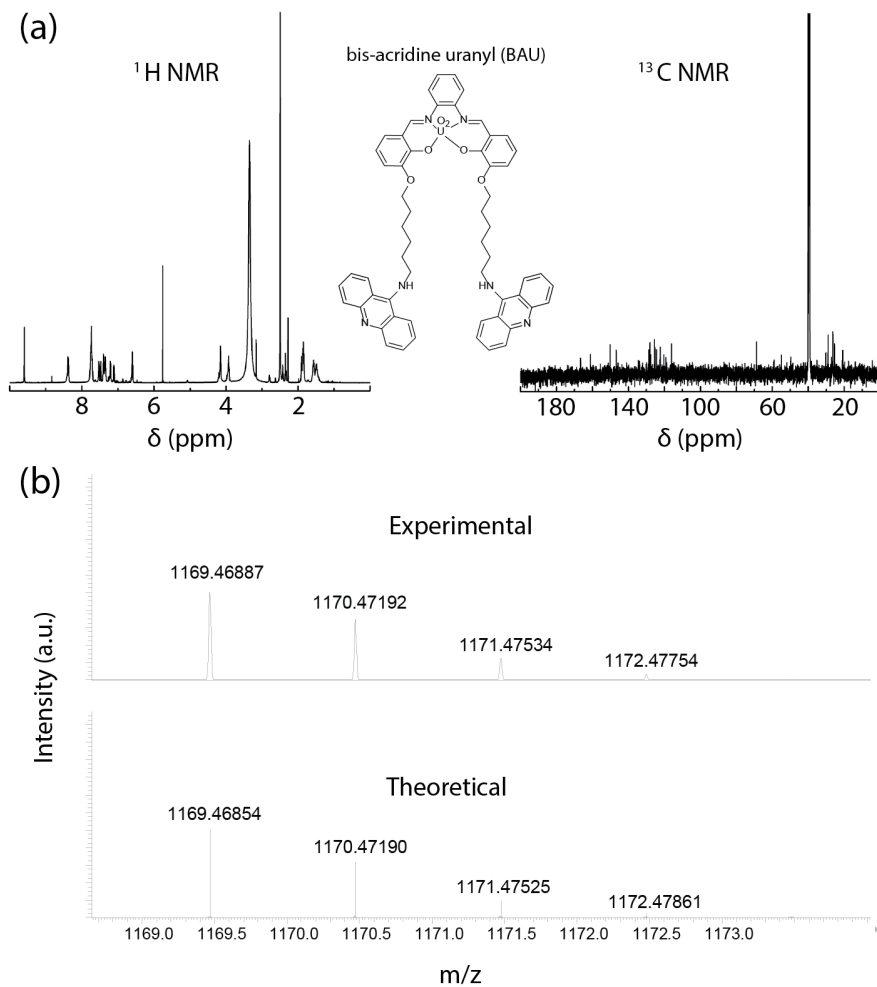 (a)
¹H NMR
bis-acridine uranyl (BAU)
¹³C NMR
O₂
N U N
O O
O O
HN HN
N N
8 6 4 2
δ (ppm)
180 140 100 60 20
δ (ppm)
(b)
Experimental
1169.46887
1170.47192
1171.47534
1172.47754
Intensity (a.u.)
Theoretical
1169.46854
1170.47190
1171.47525
1172.47861
1169.0 1169.5 1170.0 1170.5 1171.0 1171.5 1172.0 1172.5 1173.0
m/z